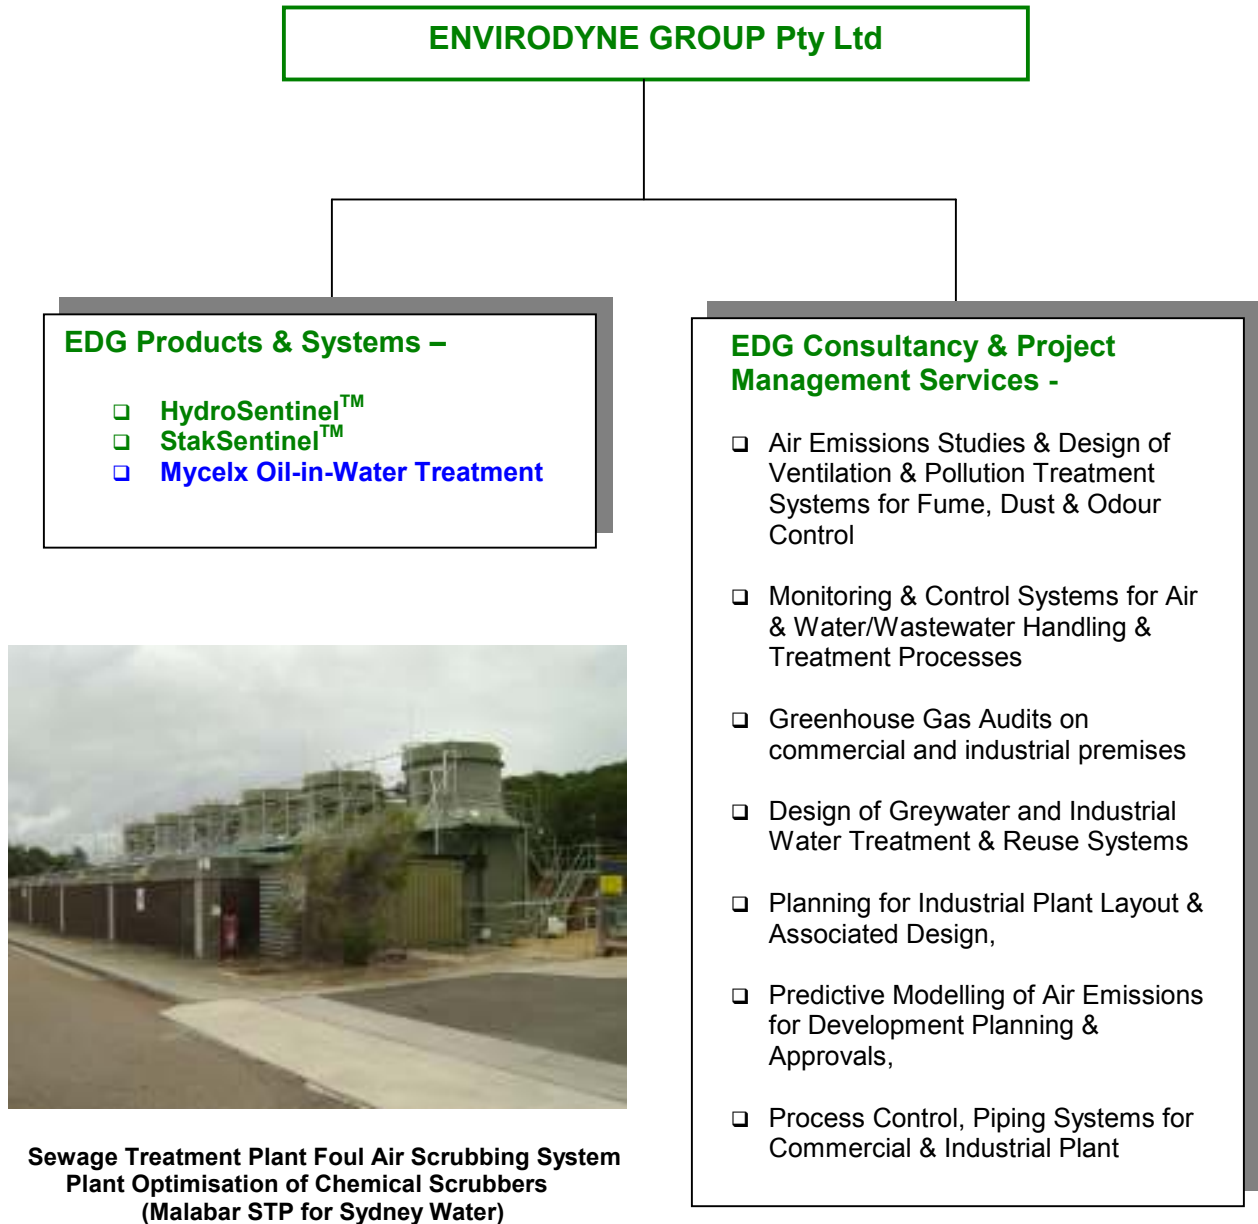 ENVIRODYNE GROUP Pty Ltd
EDG Products & Systems –
❑ HydroSentinel™
❑ StakSentinel™
❑ Mycelx Oil-in-Water Treatment
Sewage Treatment Plant Foul Air Scrubbing System
Plant Optimisation of Chemical Scrubbers
(Malabar STP for Sydney Water)
EDG Consultancy & Project
Management Services -
❑ Air Emissions Studies & Design of
Ventilation & Pollution Treatment
Systems for Fume, Dust & Odour
Control
❑ Monitoring & Control Systems for Air
& Water/Wastewater Handling &
Treatment Processes
❑ Greenhouse Gas Audits on
commercial and industrial premises
❑ Design of Greywater and Industrial
Water Treatment & Reuse Systems
❑ Planning for Industrial Plant Layout &
Associated Design,
❑ Predictive Modelling of Air Emissions
for Development Planning &
Approvals,
❑ Process Control, Piping Systems for
Commercial & Industrial Plant